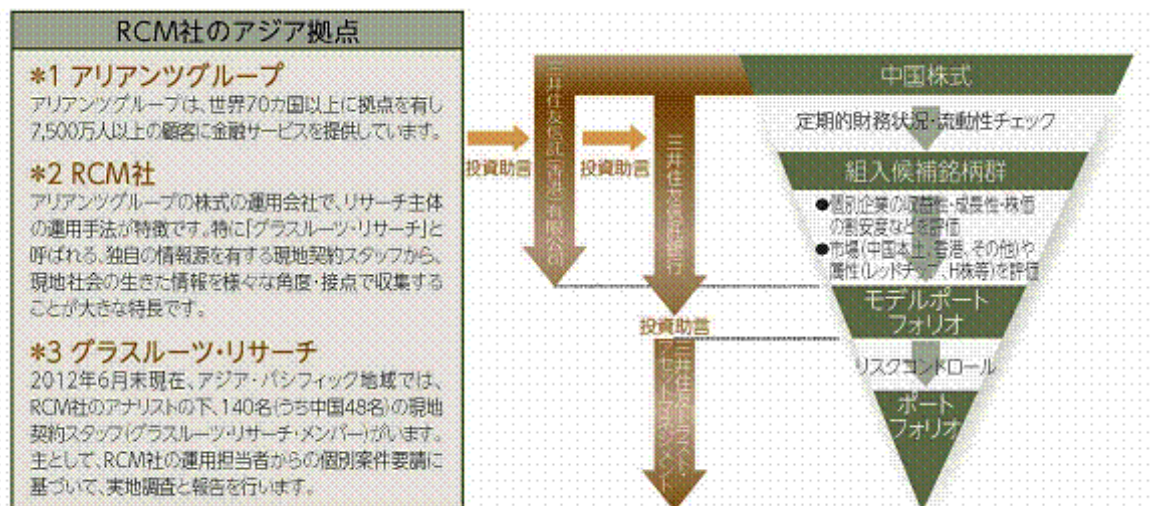 RCM社のアジア拠点
*1 アリアンツグループ
アリアンツグループは、世界70カ国以上に拠点を有し
7,500万人以上の顧客に金融サービスを提供しています。
*2 RCM社
アリアンツグループの株式の運用会社で、リサーチ主体
の運用手法が特徴です。特に「グラスルーツ・リサーチ」と
呼ばれる、独自の情報源を有する現地契約スタッフから、
現地社会の生きた情報を様々な角度・接点で収集する
ことが大きな特長です。
*3 グラスルーツ・リサーチ
2012年6月末現在、アジア・パシフィック地域では、
RCM社のアナリストの下、140名(うち中国48名)の現地
契約スタッフ(グラスルーツ・リサーチ・メンバー)がいます。
主として、RCM社の運用担当者からの個別案件要請に
基づいて、実地調査と報告を行います。
投資助言
三井住友信託(香港)有限公司
投資助言
三井住友信託銀行
投資助言
三井住友トラスト・
アセットマネジメント
中国株式
定期的財務状況・流動性チェック
組入候補銘柄群
●個別企業の収益性・成長性・株価
の割安度などを評価
●市場(中国本土、香港、その他)や
属性(レッドチップ、H株等)を評価
モデルポート
フォリオ
リスクコントロール
ポート
フォリオ